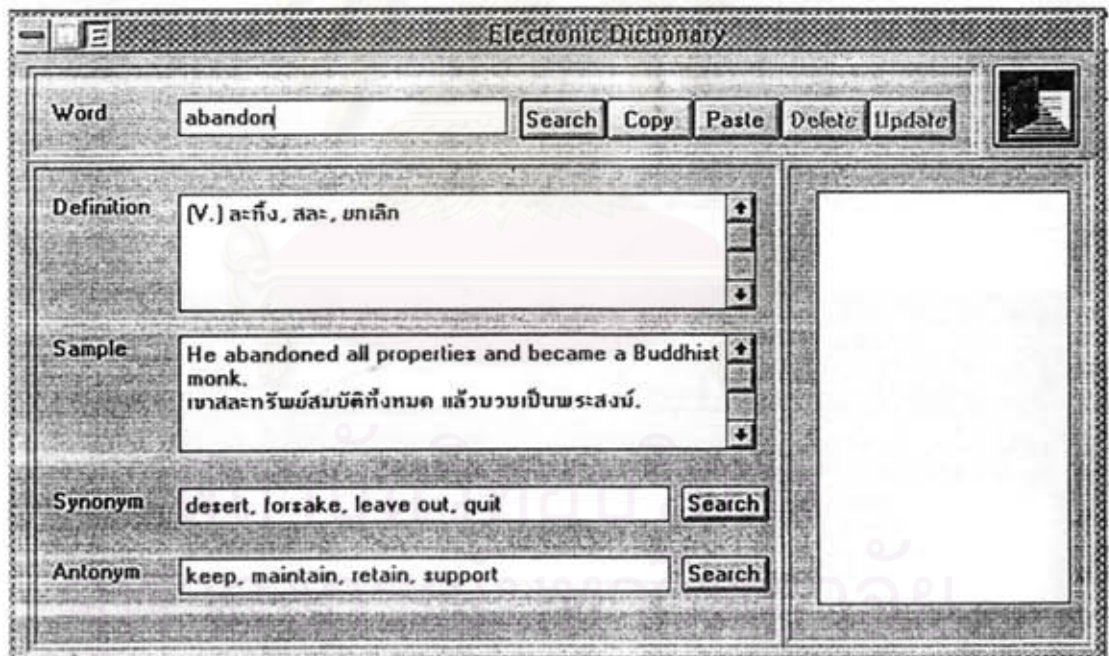 Electronic Dictionary
Word abandon Search Copy Paste Delete Update
Definition (V.) ละทิ้ง, สละ, ยกเลิก
Sample He abandoned all properties and became a Buddhist
monk.
เขาสละทรัพย์สมบัติทั้งหมด แล้วบวชเป็นพระสงฆ์.
Synonym desert, forsake, leave out, quit Search
Antonym keep, maintain, retain, support Search